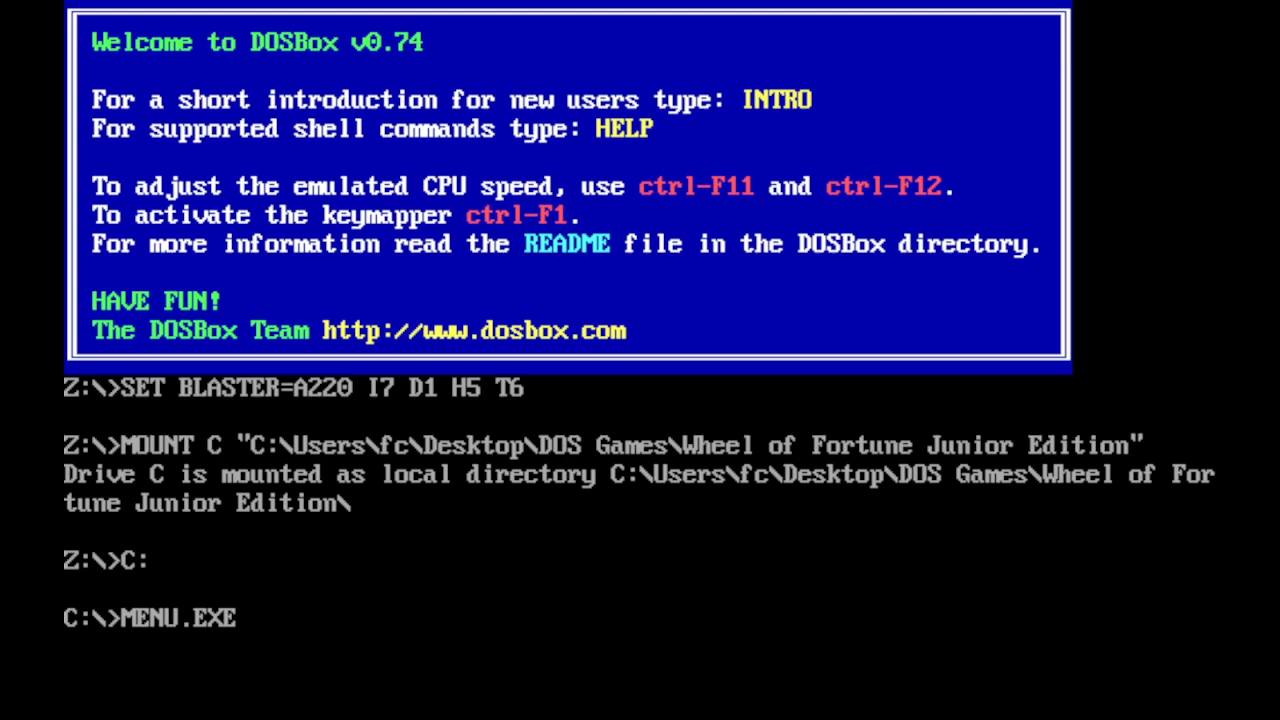 Welcome to DOSBox v0.74
For a short introduction for new users type: INTRO
For supported shell commands type: HELP
To adjust the emulated CPU speed, use ctrl-F11 and ctrl-F12.
To activate the keymapper ctrl-F1.
For more information read the README file in the DOSBox directory.
HAVE FUN!
The DOSBox Team http://www.dosbox.com
Z:\>SET BLASTER=A220 I7 D1 H5 T6
Z:\>MOUNT C "C:\Users\fc\Desktop\DOS Games\Wheel of Fortune Junior Edition"
Drive C is mounted as local directory C:\Users\fc\Desktop\DOS Games\Wheel of For
tune Junior Edition\
Z:\>C:
C:\>MENU.EXE